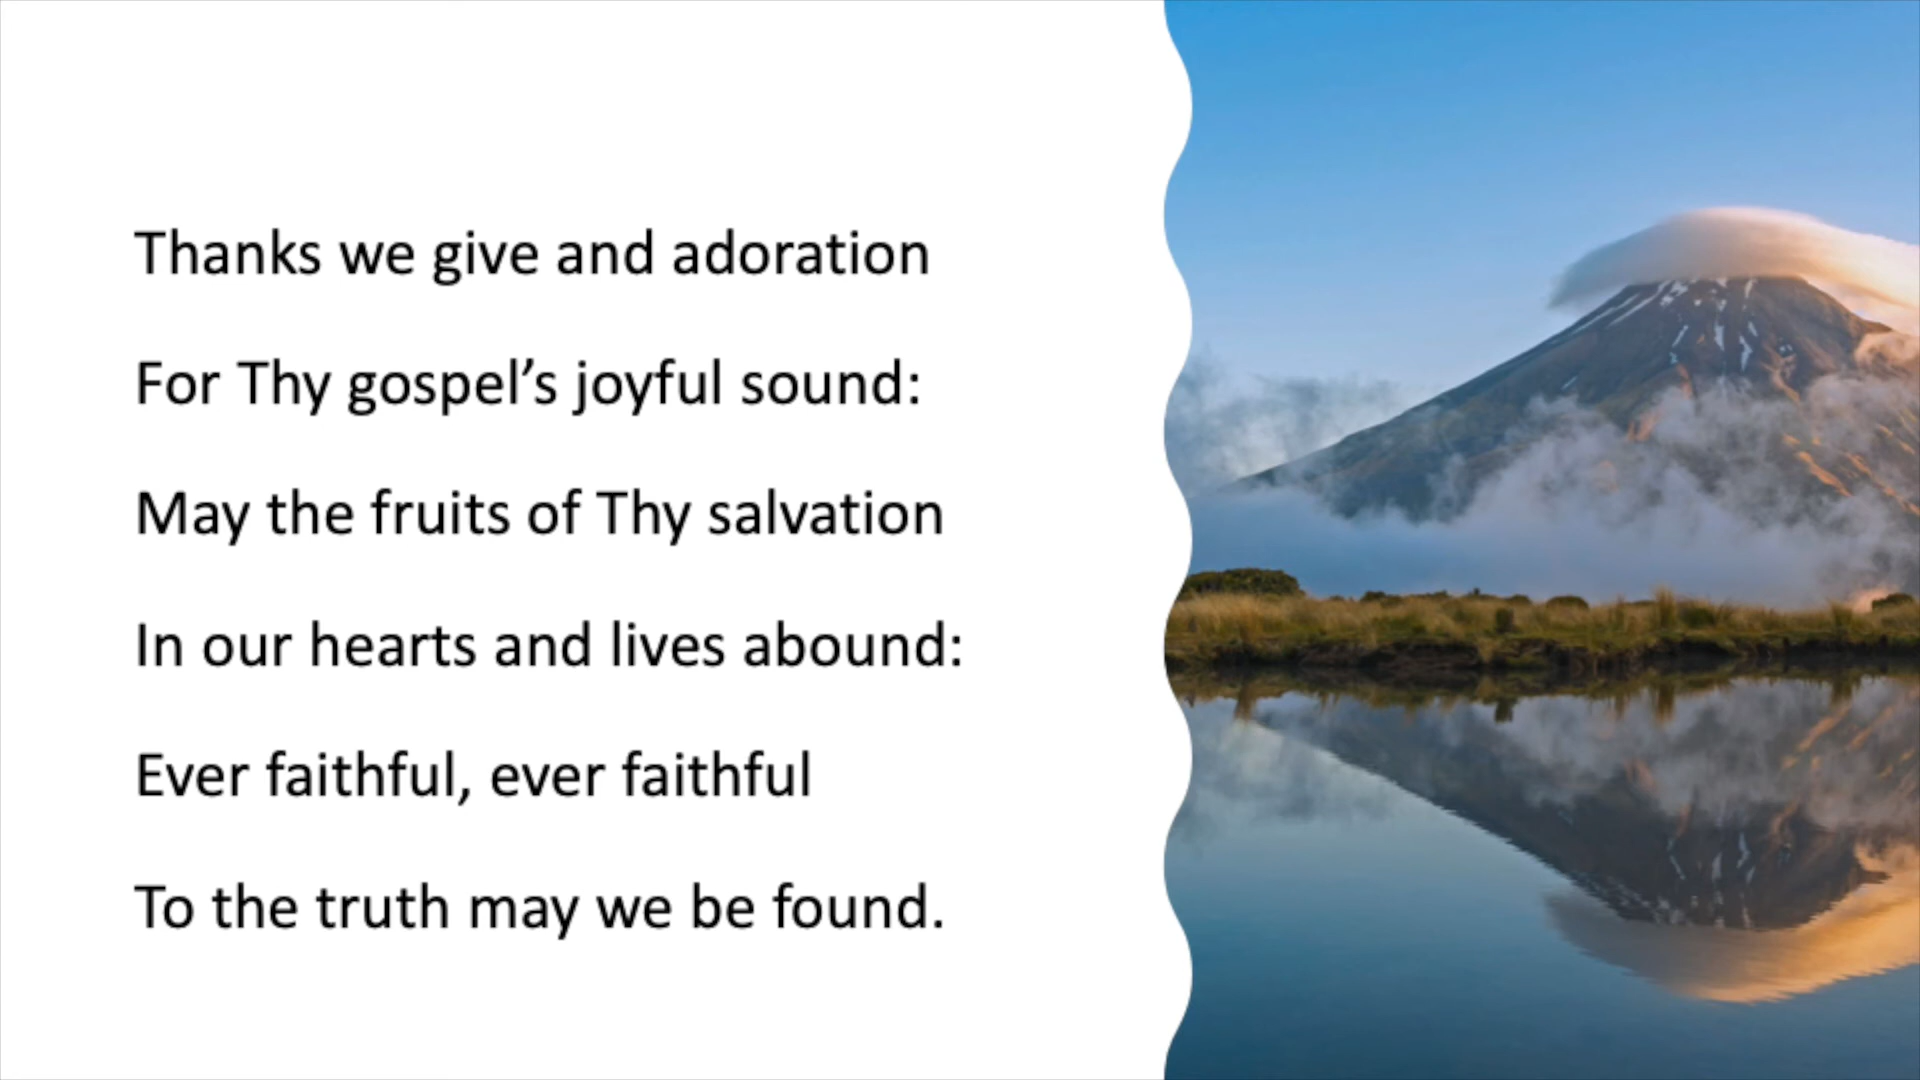 Thanks we give and adoration
For Thy gospel’s joyful sound:
May the fruits of Thy salvation
In our hearts and lives abound:
Ever faithful, ever faithful
To the truth may we be found.